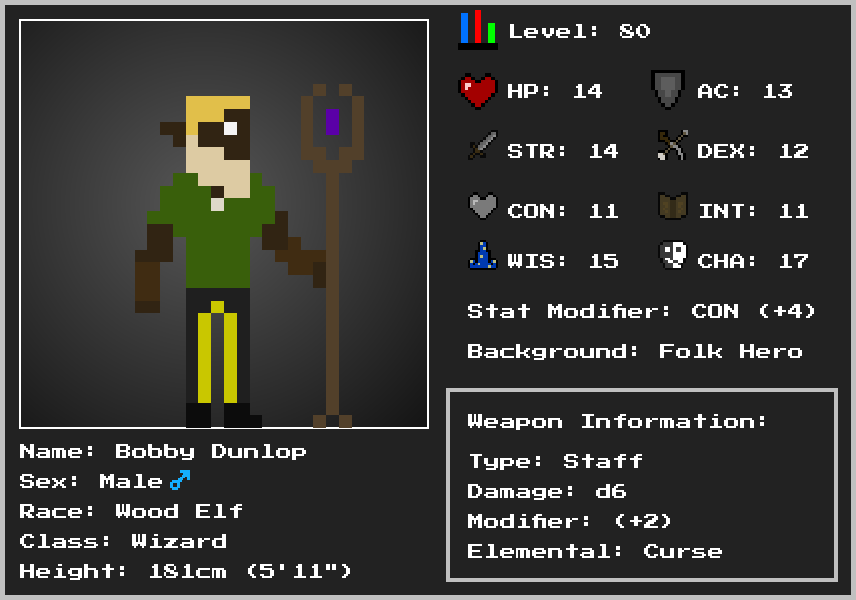 Level: 80
HP: 14
AC: 13
STR: 14
DEX: 12
CON: 11
INT: 11
WIS: 15
CHA: 17
Stat Modifier: CON (+4)
Background: Folk Hero
Weapon Information:
Type: Staff
Damage: d6
Modifier: (+2)
Elemental: Curse
Name: Bobby Dunlop
Sex: Male♂
Race: Wood Elf
Class: Wizard
Height: 181cm (5'11")